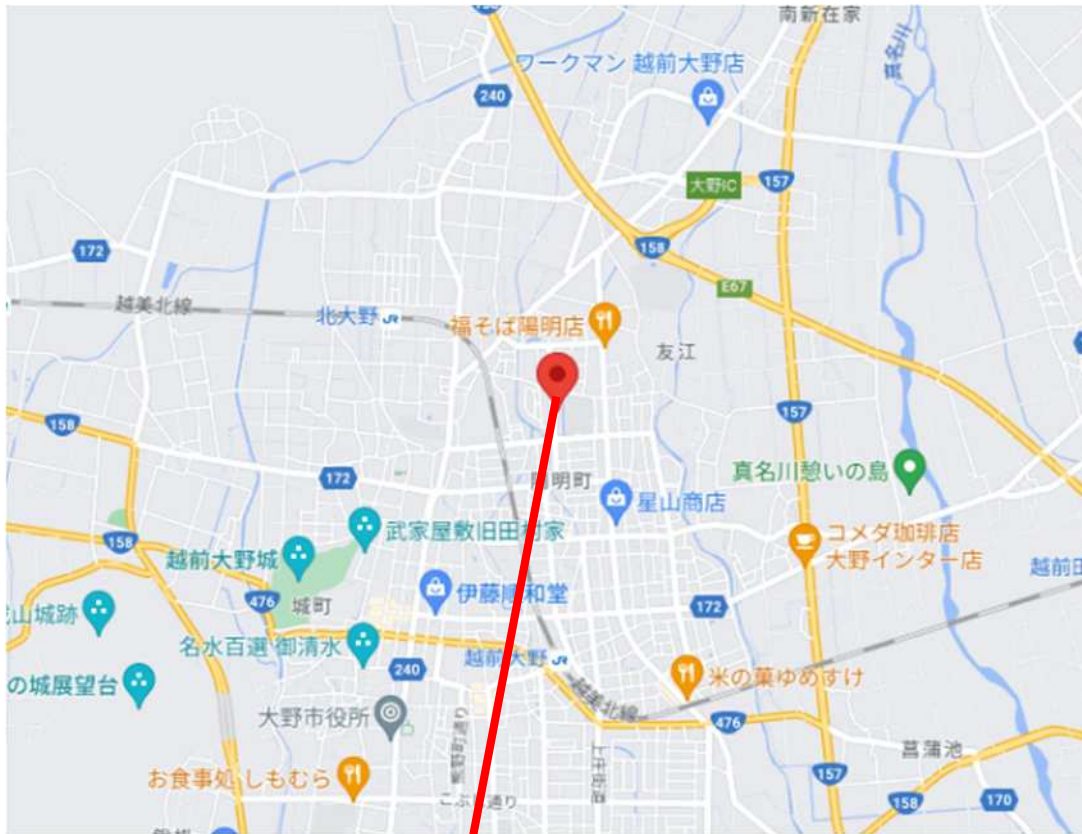 南新在家
ワークマン 越前大野店
真名川
240
大野IC
157
172
158
越美北線
E67
北大野
JR
福そば陽明店
友江
158
157
172
真名川憩いの島
明町
星山商店
武家屋敷旧田村家
コメダ珈琲店
大野インター店
158
越前大野城
越前田
476
城町
伊藤順和堂
172
山城跡
名水百選 御清水
240
越前大野
JR
米の菓ゆめすけ
の城展望台
越美北線
大野市役所
476
菖蒲池
お食事処 しもむら
157
158
170